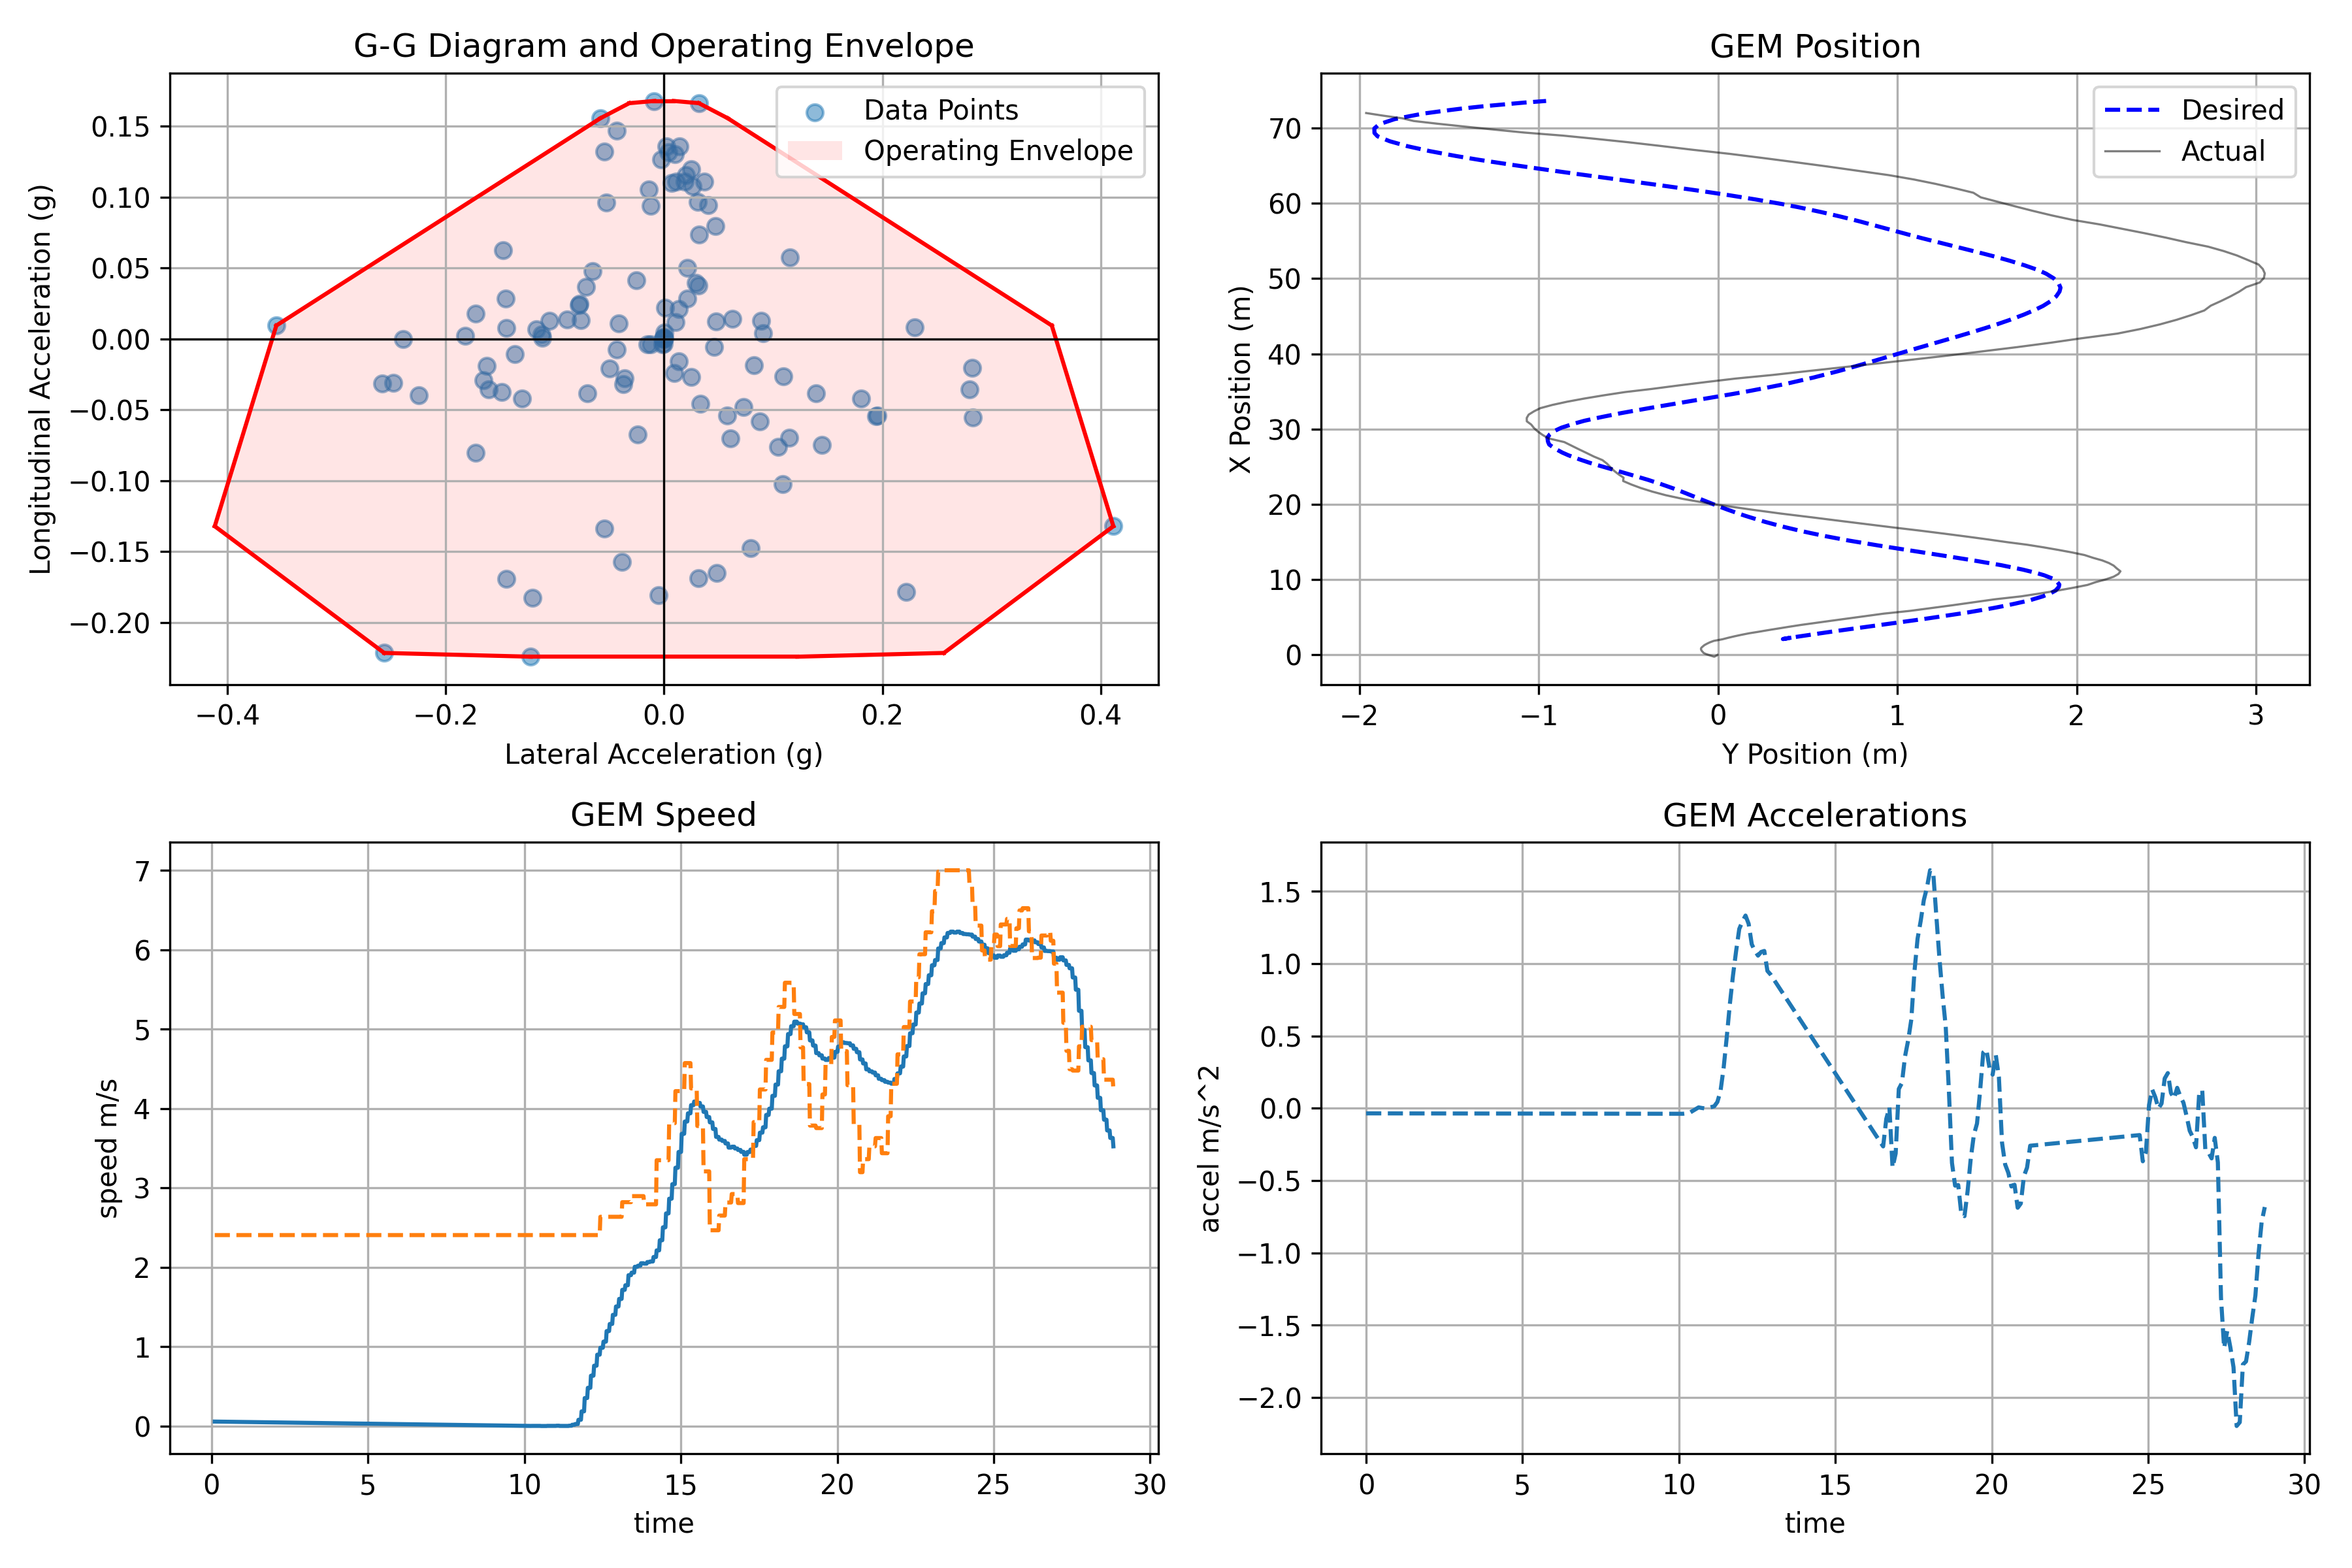 G-G Diagram and Operating Envelope
Data Points
Operating Envelope
Longitudinal Acceleration (g)
0.15
0.10
0.05
0.00
−0.05
−0.10
−0.15
−0.20
−0.4 −0.2 0.0 0.2 0.4
Lateral Acceleration (g)
GEM Position
Desired
Actual
X Position (m)
70
60
50
40
30
20
10
0
−2 −1 0 1 2 3
Y Position (m)
GEM Speed
speed m/s
7
6
5
4
3
2
1
0
0 5 10 15 20 25 30
time
GEM Accelerations
accel m/s^2
1.5
1.0
0.5
0.0
−0.5
−1.0
−1.5
−2.0
0 5 10 15 20 25 30
time